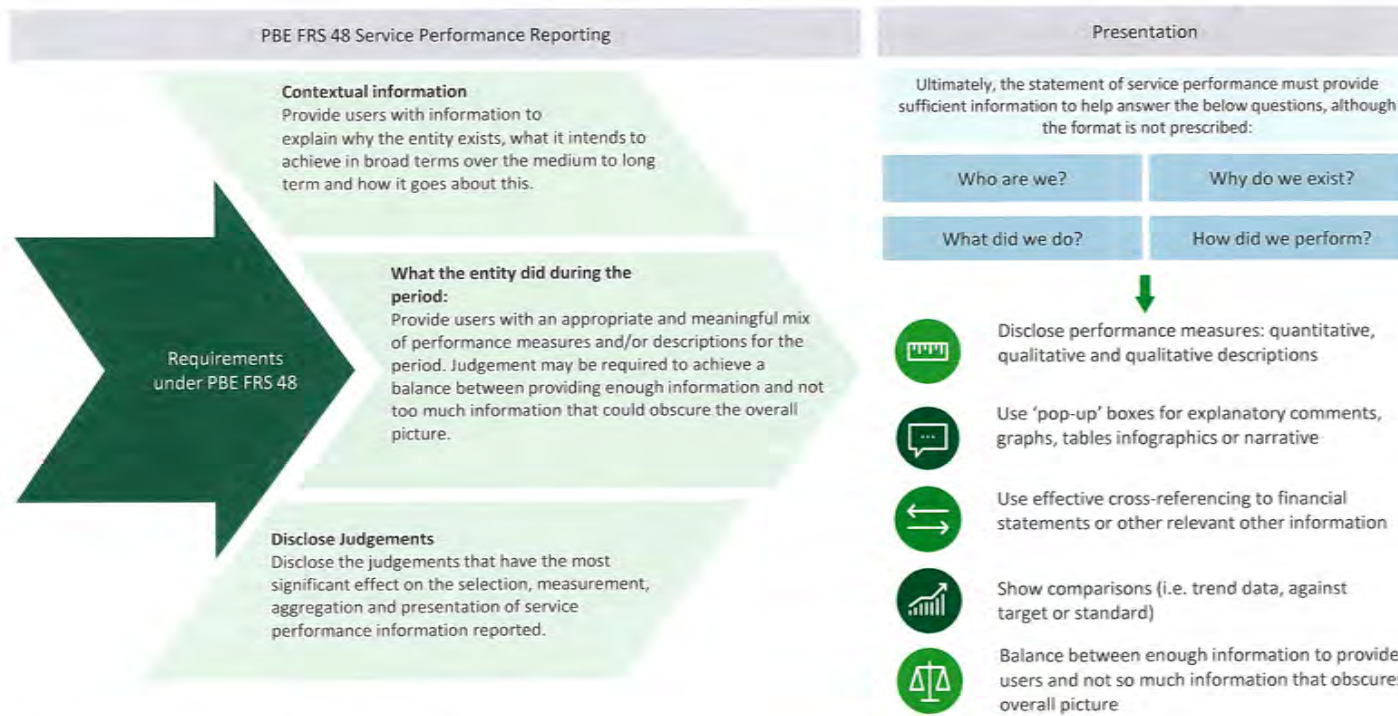 PBE FRS 48 Service Performance Reporting
Contextual information
Provide users with information to
explain why the entity exists, what it intends to
achieve in broad terms over the medium to long
term and how it goes about this.
Requirements
under PBE FRS 48
What the entity did during the
period:
Provide users with an appropriate and meaningful mix
of performance measures and/or descriptions for the
period. Judgement may be required to achieve a
balance between providing enough information and not
too much information that could obscure the overall
picture.
Disclose Judgements
Disclose the judgements that have the most
significant effect on the selection, measurement,
aggregation and presentation of service
performance information reported.
Presentation
Ultimately, the statement of service performance must provide
sufficient information to help answer the below questions, although
the format is not prescribed:
Who are we?
Why do we exist?
What did we do?
How did we perform?
Disclose performance measures: quantitative,
qualitative and qualitative descriptions
Use ‘pop-up’ boxes for explanatory comments,
graphs, tables infographics or narrative
Use effective cross-referencing to financial
statements or other relevant other information
Show comparisons (i.e. trend data, against
target or standard)
Balance between enough information to provide
users and not so much information that obscures
overall picture